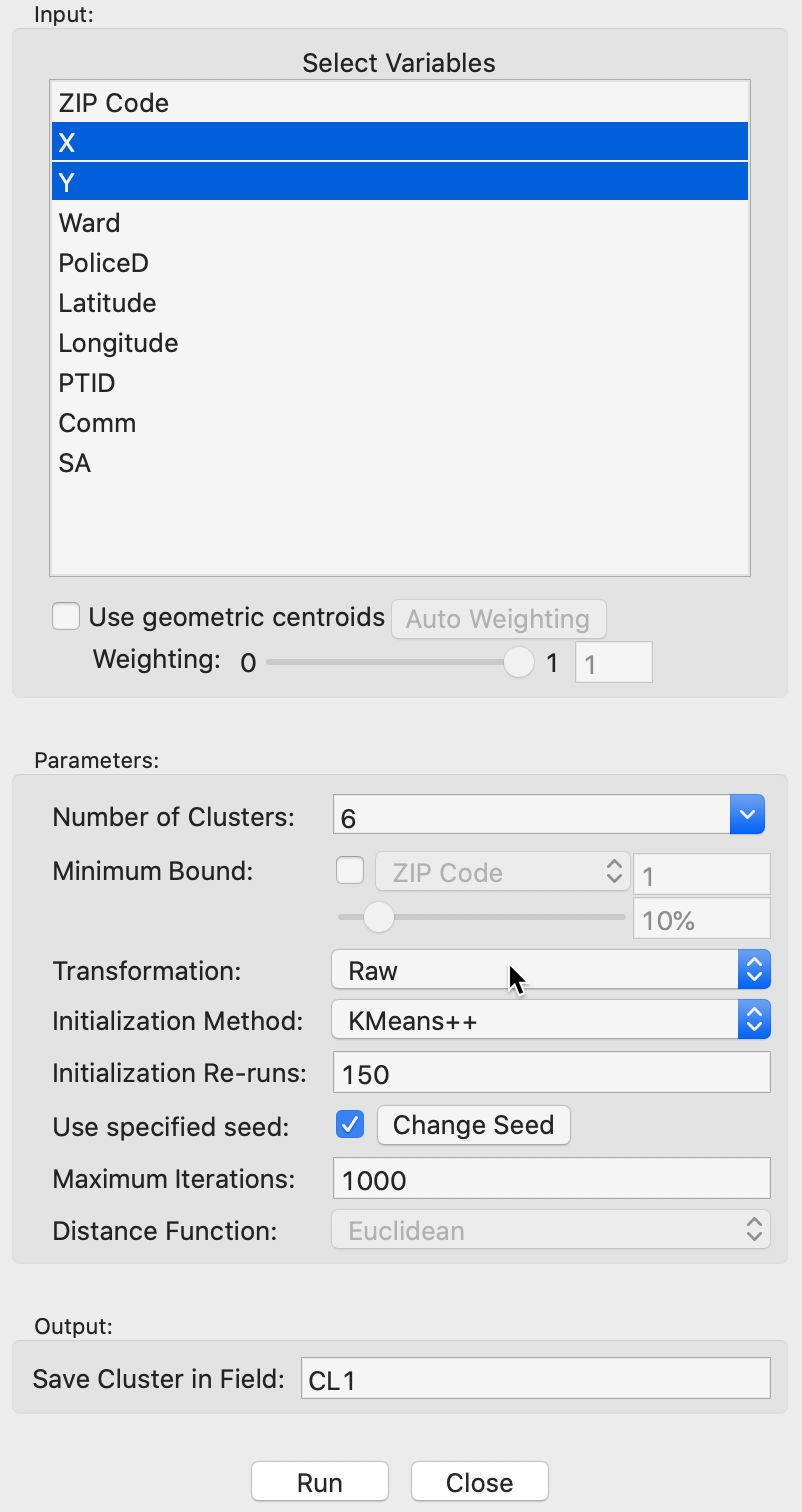 Input:
Select Variables
ZIP Code
X
Y
Ward
PoliceD
Latitude
Longitude
PTID
Comm
SA
Use geometric centroids Auto Weighting
Weighting: 0 1 1
Parameters:
Number of Clusters: 6
Minimum Bound: ZIP Code 1
10%
Transformation: Raw
Initialization Method: KMeans++
Initialization Re-runs: 150
Use specified seed: Change Seed
Maximum Iterations: 1000
Distance Function: Euclidean
Output:
Save Cluster in Field: CL1
Run Close